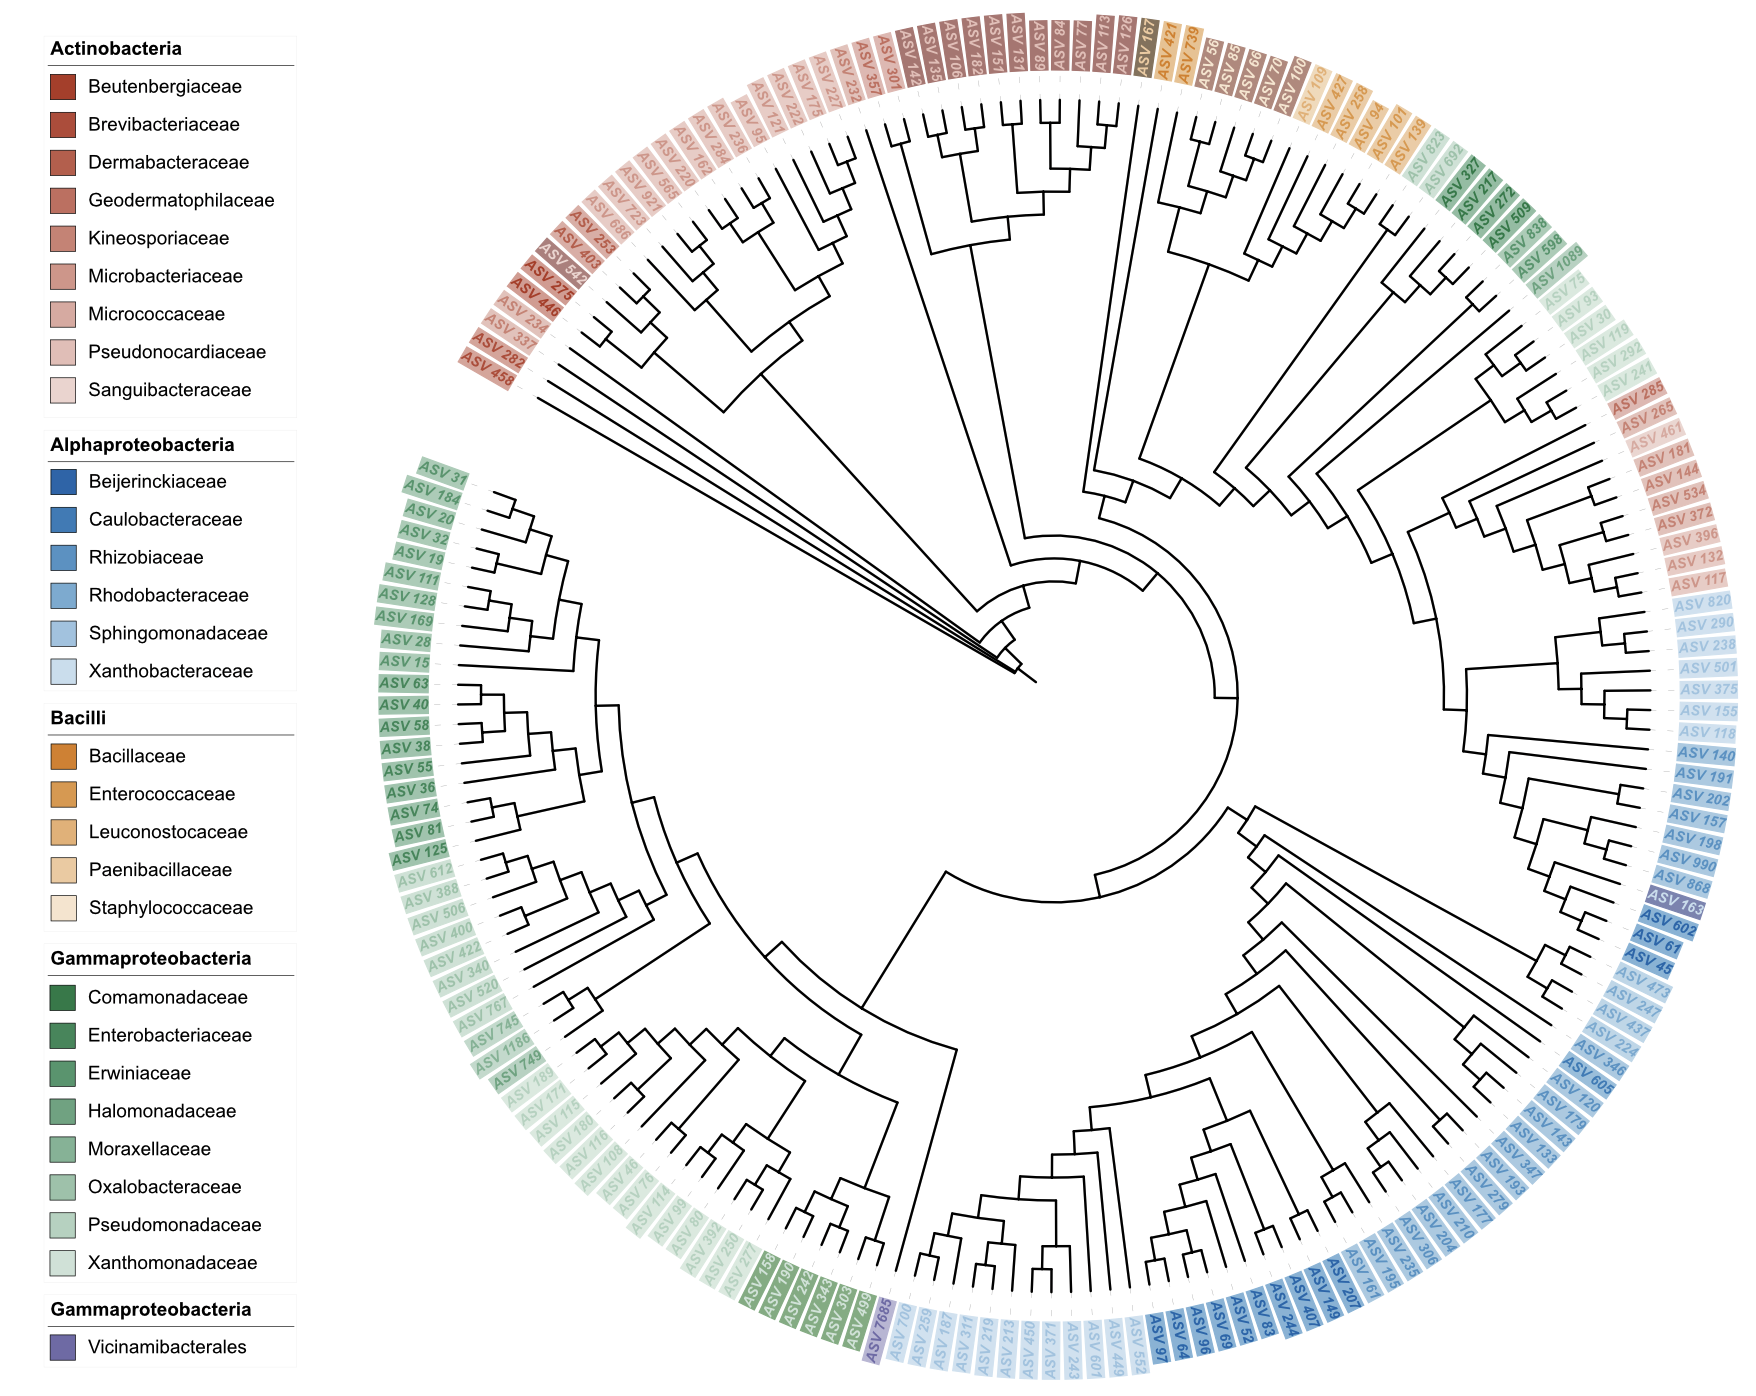 Actinobacteria
Beutenbergiaceae
Brevibacteriaceae
Dermabacteraceae
Geodermatophilaceae
Kineosporiaceae
Microbacteriaceae
Micrococcaceae
Pseudonocardiaceae
Sanguibacteraceae
Alphaproteobacteria
Beijerinckiaceae
Caulobacteraceae
Rhizobiaceae
Rhodobacteraceae
Sphingomonadaceae
Xanthobacteraceae
Bacilli
Bacillaceae
Enterococcaceae
Leuconostocaceae
Paenibacillaceae
Staphylococcaceae
Gammaproteobacteria
Comamonadaceae
Enterobacteriaceae
Erwiniaceae
Halomonadaceae
Moraxellaceae
Oxalobacteraceae
Pseudomonadaceae
Xanthomonadaceae
Gammaproteobacteria
Vicinamibacterales
ASV 458
ASV 282
ASV 337
ASV 234
ASV 446
ASV 275
ASV 542
ASV 403
ASV 253
ASV 686
ASV 723
ASV 921
ASV 565
ASV 220
ASV 162
ASV 284
ASV 236
ASV 95
ASV 121
ASV 222
ASV 175
ASV 227
ASV 232
ASV 357
ASV 301
ASV 142
ASV 135
ASV 106
ASV 182
ASV 151
ASV 131
ASV 89
ASV 84
ASV 77
ASV 113
ASV 126
ASV 167
ASV 421
ASV 739
ASV 56
ASV 85
ASV 66
ASV 70
ASV 100
ASV 109
ASV 427
ASV 258
ASV 94
ASV 107
ASV 139
ASV 823
ASV 692
ASV 327
ASV 217
ASV 272
ASV 509
ASV 838
ASV 598
ASV 1089
ASV 75
ASV 93
ASV 30
ASV 119
ASV 292
ASV 241
ASV 285
ASV 265
ASV 461
ASV 181
ASV 144
ASV 534
ASV 372
ASV 396
ASV 132
ASV 117
ASV 820
ASV 290
ASV 238
ASV 501
ASV 375
ASV 155
ASV 118
ASV 140
ASV 191
ASV 202
ASV 157
ASV 198
ASV 990
ASV 868
ASV 163
ASV 602
ASV 61
ASV 45
ASV 473
ASV 247
ASV 437
ASV 224
ASV 346
ASV 605
ASV 120
ASV 179
ASV 143
ASV 133
ASV 347
ASV 193
ASV 279
ASV 177
ASV 210
ASV 204
ASV 306
ASV 235
ASV 195
ASV 161
ASV 207
ASV 149
ASV 407
ASV 244
ASV 83
ASV 52
ASV 69
ASV 96
ASV 64
ASV 97
ASV 552
ASV 449
ASV 601
ASV 243
ASV 371
ASV 450
ASV 213
ASV 219
ASV 311
ASV 187
ASV 259
ASV 700
ASV 7685
ASV 499
ASV 303
ASV 343
ASV 242
ASV 190
ASV 158
ASV 277
ASV 250
ASV 392
ASV 80
ASV 99
ASV 114
ASV 76
ASV 46
ASV 108
ASV 116
ASV 180
ASV 115
ASV 171
ASV 189
ASV 749
ASV 1186
ASV 745
ASV 767
ASV 520
ASV 340
ASV 422
ASV 400
ASV 506
ASV 388
ASV 612
ASV 125
ASV 81
ASV 74
ASV 36
ASV 55
ASV 38
ASV 58
ASV 40
ASV 63
ASV 15
ASV 28
ASV 169
ASV 128
ASV 111
ASV 19
ASV 32
ASV 20
ASV 184
ASV 31